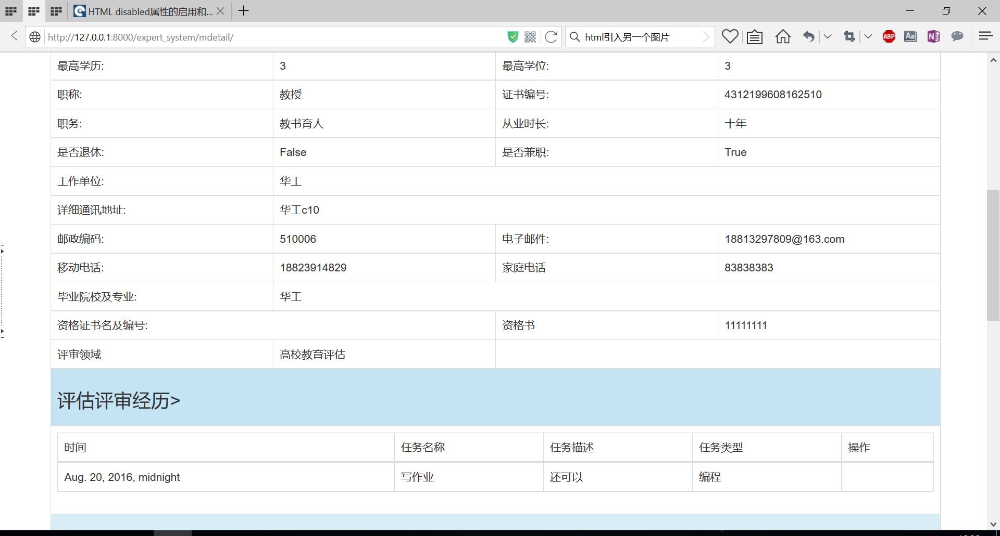 HTML disabled属性的启用和...
http://127.0.0.1:8000/expert_system/mdetail/ html引入另一个图片 ABP Aa N
最高学历: 3 最高学位: 3
职称: 教授 证书编号: 4312199608162510
职务: 教书育人 从业时长: 十年
是否退休: False 是否兼职: True
工作单位: 华工
详细通讯地址: 华工c10
邮政编码: 510006 电子邮件: 18813297809@163.com
移动电话: 18823914829 家庭电话 83838383
毕业院校及专业: 华工
资格证书名及编号: 资格书 11111111
评审领域 高校教育评估
评估评审经历>
时间 任务名称 任务描述 任务类型 操作
Aug. 20, 2016, midnight 写作业 还可以 编程